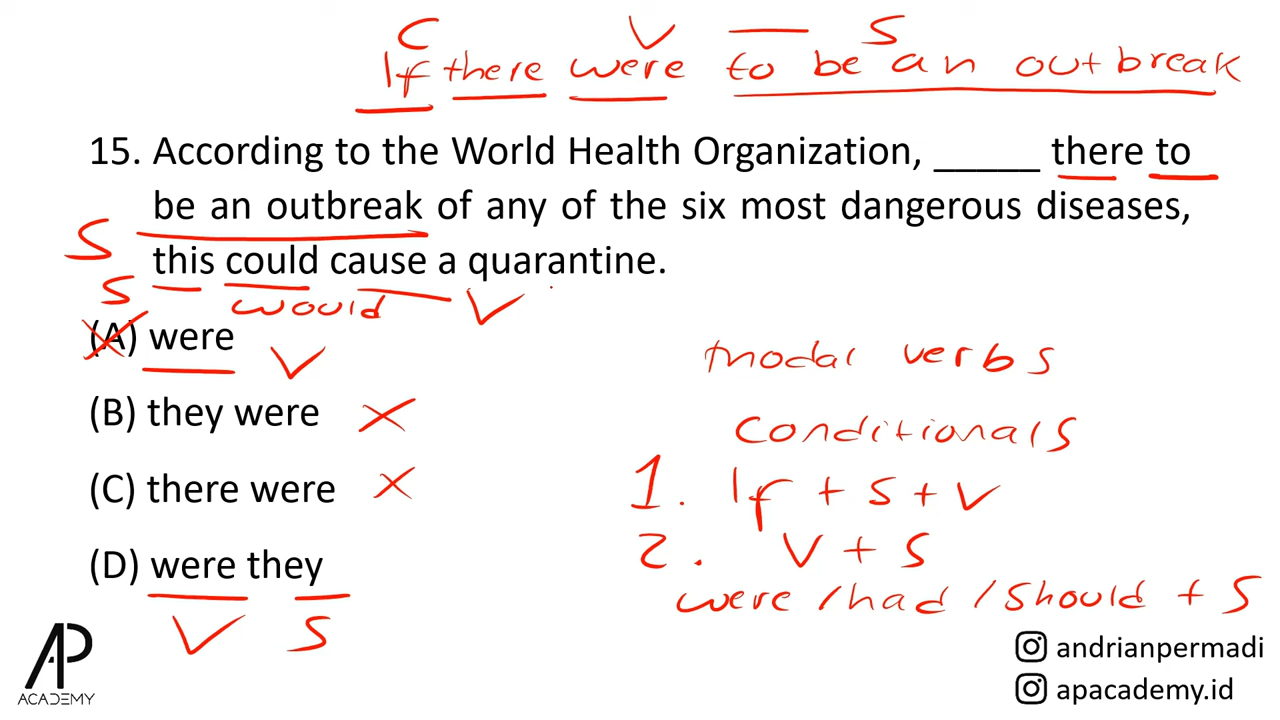 C V S
If there were to be an outbreak
15. According to the World Health Organization, _____ there to
be an outbreak of any of the six most dangerous diseases,
S
this could cause a quarantine.
S would V
(A) were V
modal verbs
(B) they were
conditionals
(C) there were
1. If + S + V
2. V + S
(D) were they
were / had / should + S
V S
AP
ACADEMY
andrianpermadi
apacademy.id